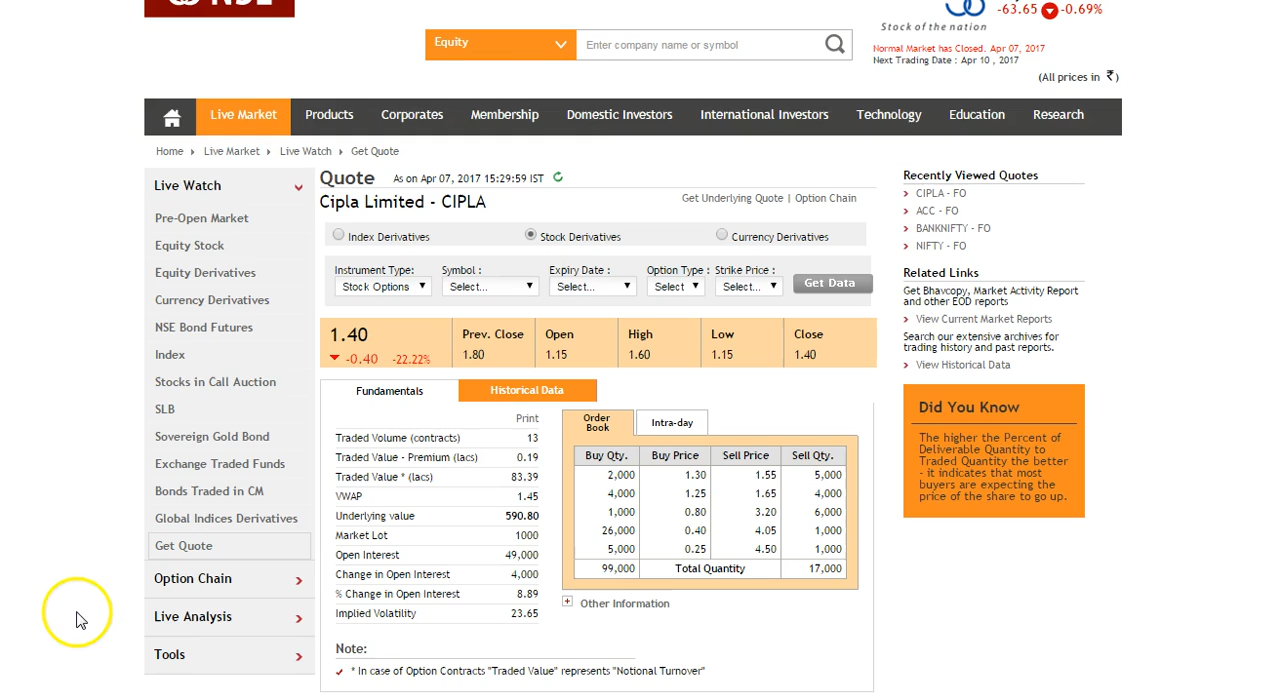 Stock of the nation
-63.65 -0.69%
Equity
Enter company name or symbol
Normal Market has Closed. Apr 07, 2017
Next Trading Date : Apr 10 , 2017
(All prices in ₹)
Live Market Products Corporates Membership Domestic Investors International Investors Technology Education Research
Home Live Market Live Watch Get Quote
Live Watch
Pre-Open Market
Equity Stock
Equity Derivatives
Currency Derivatives
NSE Bond Futures
Index
Stocks in Call Auction
SLB
Sovereign Gold Bond
Exchange Traded Funds
Bonds Traded in CM
Global Indices Derivatives
Get Quote
Option Chain
Live Analysis
Tools
Quote As on Apr 07, 2017 15:29:59 IST
Cipla Limited - CIPLA
Get Underlying Quote | Option Chain
Index Derivatives Stock Derivatives Currency Derivatives
Instrument Type: Symbol : Expiry Date : Option Type : Strike Price :
Stock Options Select... Select... Select Select... Get Data
1.40 Prev. Close Open High Low Close
-0.40 -22.22% 1.80 1.15 1.60 1.15 1.40
Fundamentals Historical Data
Print
Traded Volume (contracts) 13
Traded Value - Premium (lacs) 0.19
Traded Value * (lacs) 83.39
VWAP 1.45
Underlying value 590.80
Market Lot 1000
Open Interest 49,000
Change in Open Interest 4,000
% Change in Open Interest 8.89
Implied Volatility 23.65
Order
Book
Intra-day
Buy Qty. Buy Price Sell Price Sell Qty.
2,000 1.30 1.55 5,000
4,000 1.25 1.65 4,000
1,000 0.80 3.20 6,000
26,000 0.40 4.05 1,000
5,000 0.25 4.50 1,000
99,000 Total Quantity 17,000
Other Information
Note:
* In case of Option Contracts "Traded Value" represents "Notional Turnover"
Recently Viewed Quotes
CIPLA - FO
ACC - FO
BANKNIFTY - FO
NIFTY - FO
Related Links
Get Bhavcopy, Market Activity Report
and other EOD reports
View Current Market Reports
Search our extensive archives for
trading history and past reports.
View Historical Data
Did You Know
The higher the Percent of
Deliverable Quantity to
Traded Quantity the better
- it indicates that most
buyers are expecting the
price of the share to go up.